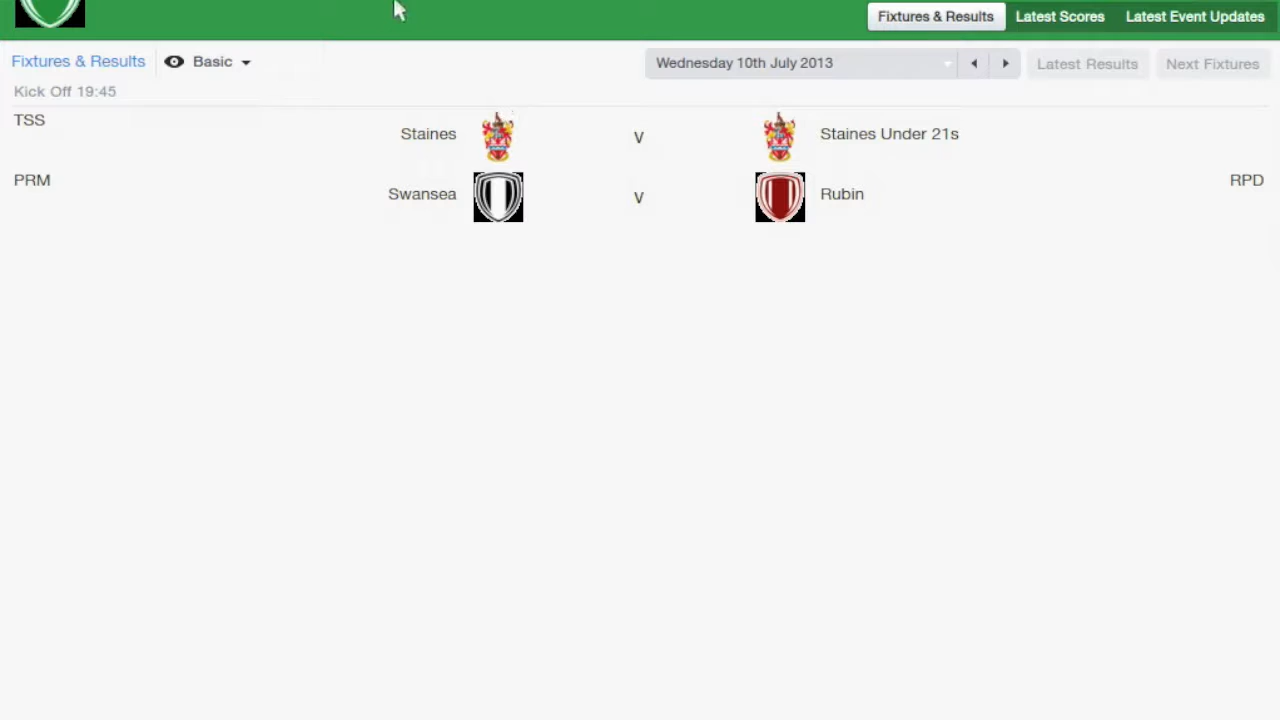 Fixtures & Results Latest Scores Latest Event Updates
Fixtures & Results Basic Wednesday 10th July 2013 Latest Results Next Fixtures
Kick Off 19:45
TSS Staines v Staines Under 21s
PRM Swansea v Rubin RPD